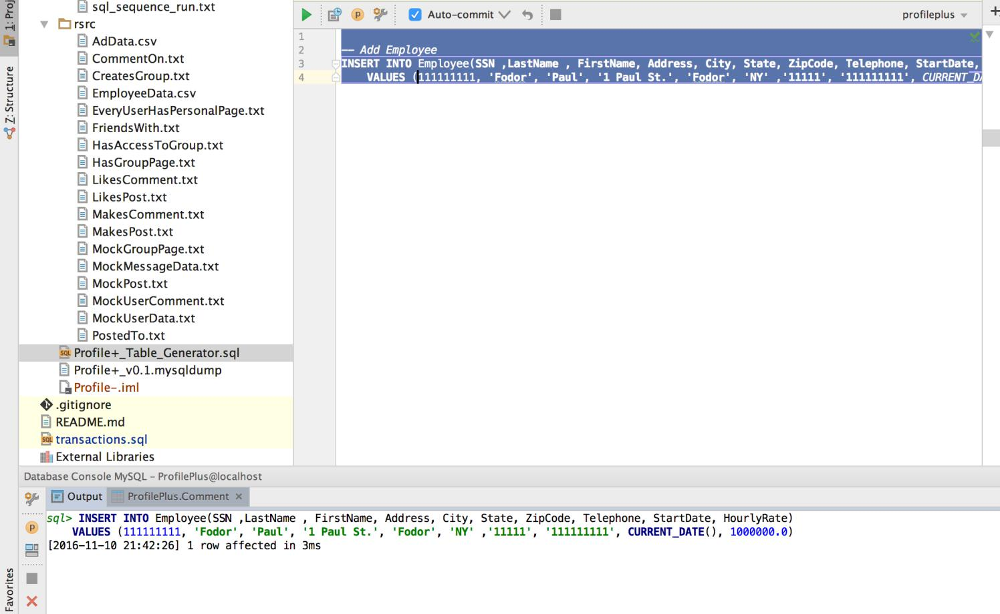 1: Proj
Z: Structure
Favorites
sql_sequence_run.txt
rsrc
AdData.csv
CommentOn.txt
CreatesGroup.txt
EmployeeData.csv
EveryUserHasPersonalPage.txt
FriendsWith.txt
HasAccessToGroup.txt
HasGroupPage.txt
LikesComment.txt
LikesPost.txt
MakesComment.txt
MakesPost.txt
MockGroupPage.txt
MockMessageData.txt
MockPost.txt
MockUserComment.txt
MockUserData.txt
PostedTo.txt
Profile+_Table_Generator.sql
Profile+_v0.1.mysqldump
Profile-.iml
.gitignore
README.md
transactions.sql
External Libraries
Auto-commit
profileplus
1
2 -- Add Employee
3 INSERT INTO Employee(SSN ,LastName , FirstName, Address, City, State, ZipCode, Telephone, StartDate,
4 VALUES (111111111, 'Fodor', 'Paul', '1 Paul St.', 'Fodor', 'NY' ,'11111', '111111111', CURRENT_DA
Database Console MySQL - ProfilePlus@localhost
Output ProfilePlus.Comment
sql> INSERT INTO Employee(SSN ,LastName , FirstName, Address, City, State, ZipCode, Telephone, StartDate, HourlyRate)
VALUES (111111111, 'Fodor', 'Paul', '1 Paul St.', 'Fodor', 'NY' ,'11111', '111111111', CURRENT_DATE(), 1000000.0)
[2016-11-10 21:42:26] 1 row affected in 3ms